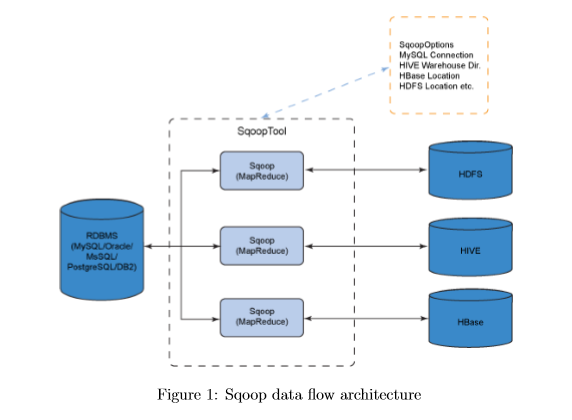 SqoopOptions
MySQL Connection
HIVE Warehouse Dir.
HBase Location
HDFS Location etc.
SqoopTool
Sqoop
(MapReduce)
HDFS
RDBMS
(MySQL/Oracle/
MsSQL/
PostgreSQL/DB2)
Sqoop
(MapReduce)
HIVE
Sqoop
(MapReduce)
HBase
Figure 1: Sqoop data flow architecture